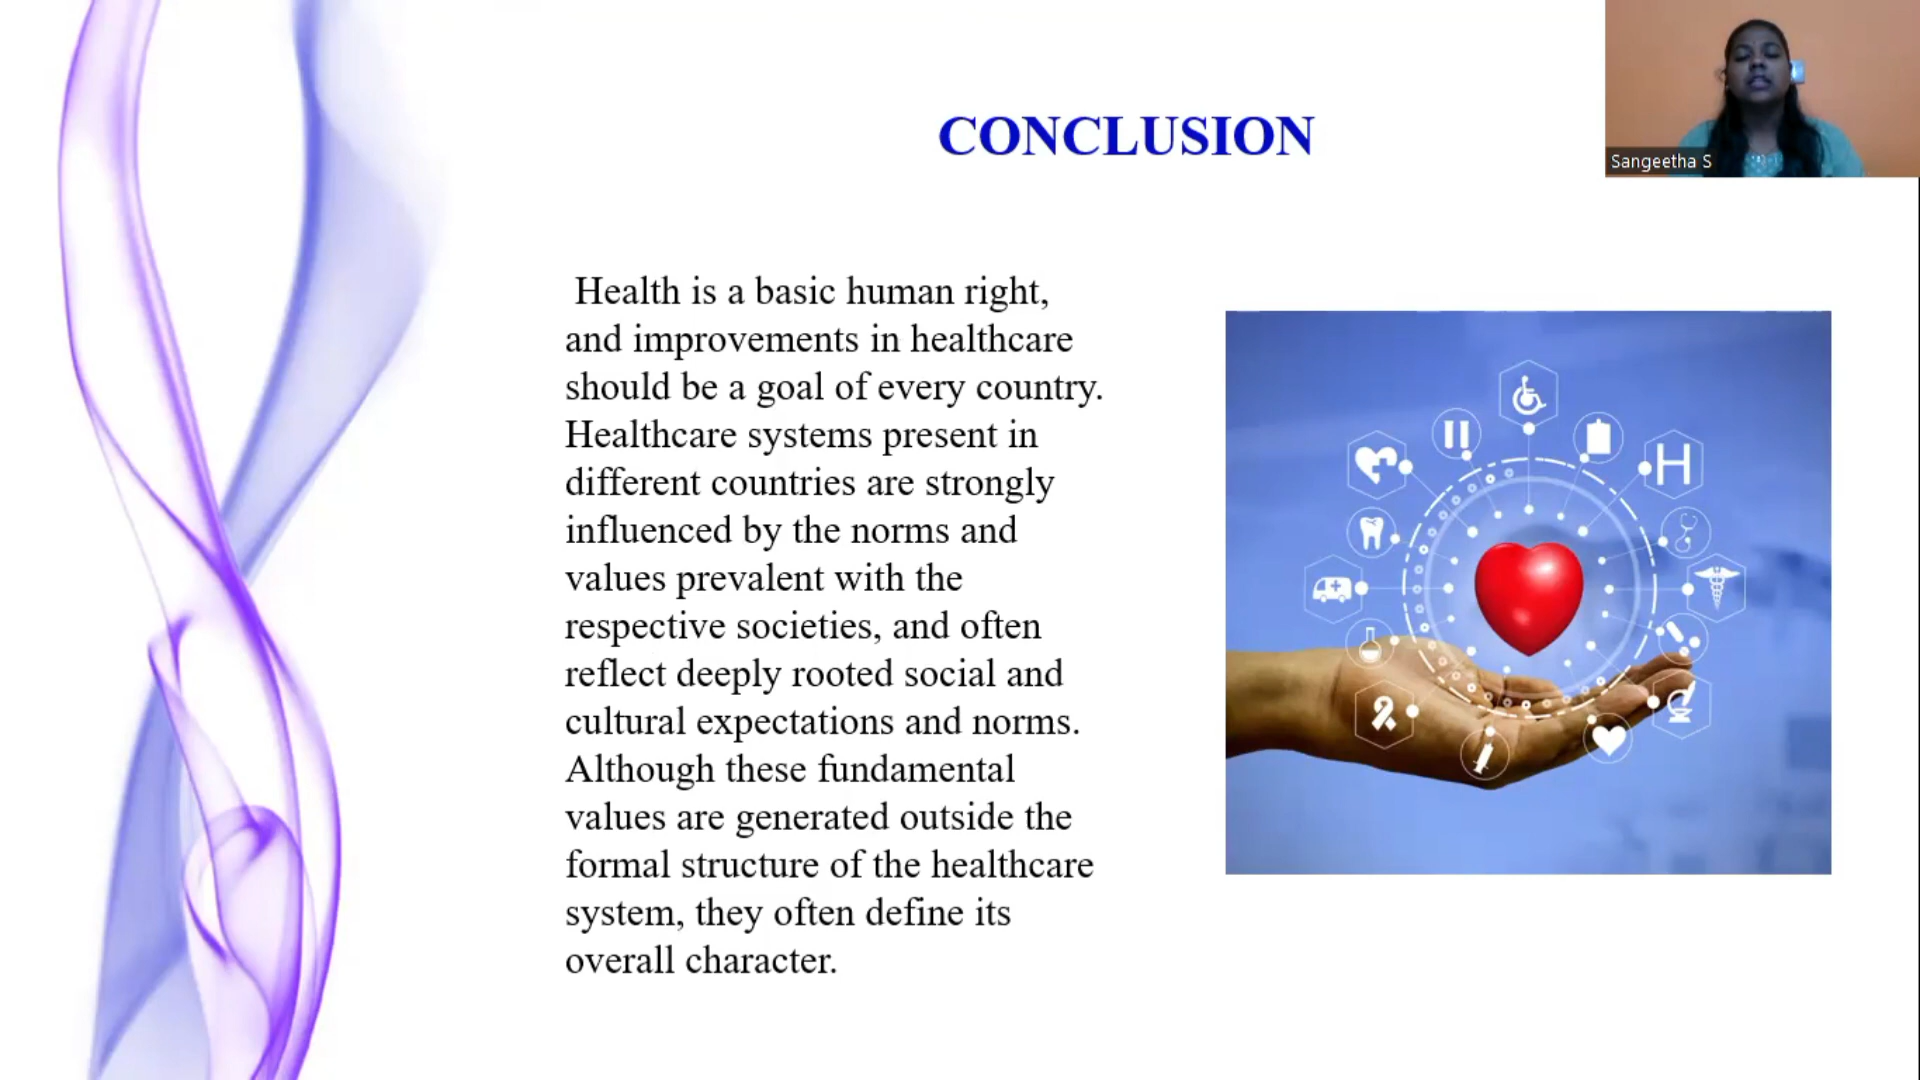 CONCLUSION
Sangeetha S
Health is a basic human right,
and improvements in healthcare
should be a goal of every country.
Healthcare systems present in
different countries are strongly
influenced by the norms and
values prevalent with the
respective societies, and often
reflect deeply rooted social and
cultural expectations and norms.
Although these fundamental
values are generated outside the
formal structure of the healthcare
system, they often define its
overall character.
H